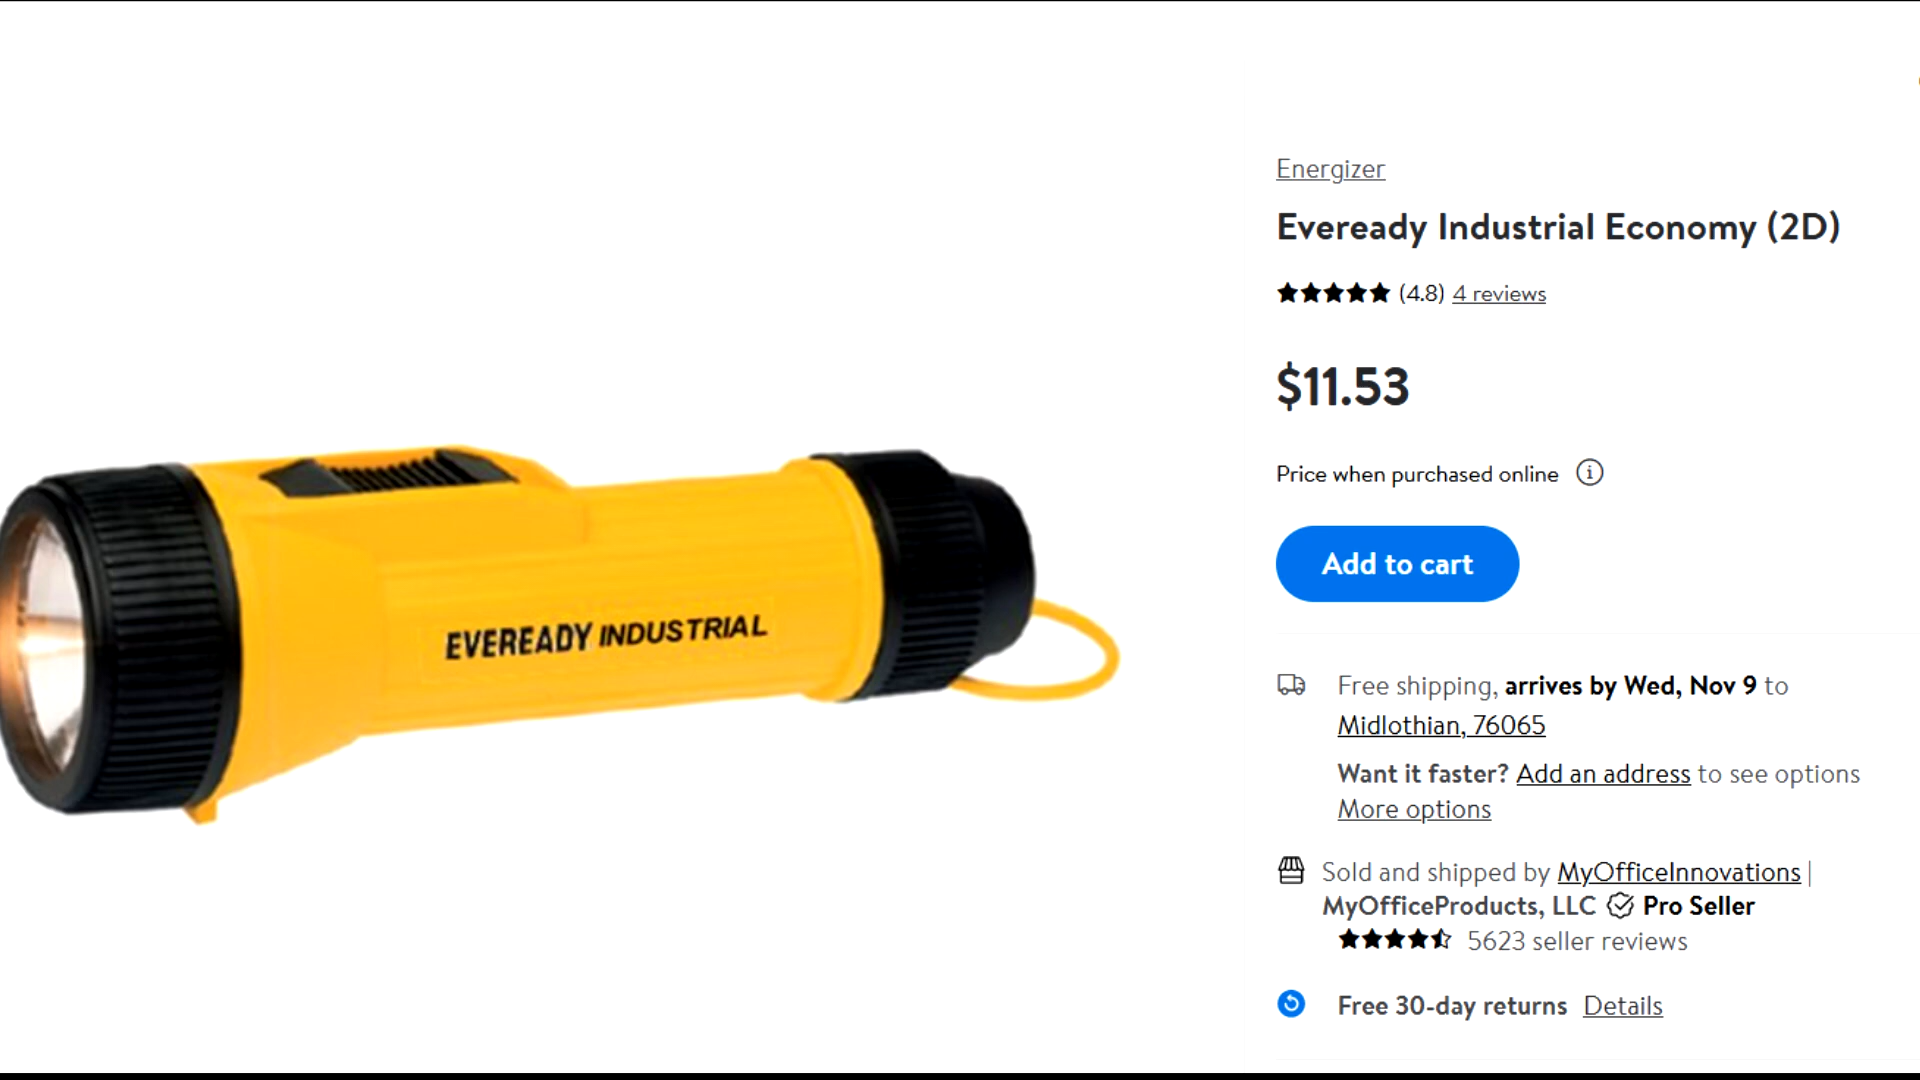 EVEREADY INDUSTRIAL
Energizer
Eveready Industrial Economy (2D)
(4.8) 4 reviews
$11.53
Price when purchased online
Add to cart
Free shipping, arrives by Wed, Nov 9 to
Midlothian, 76065
Want it faster? Add an address to see options
More options
Sold and shipped by MyOfficeInnovations |
MyOfficeProducts, LLC Pro Seller
5623 seller reviews
Free 30-day returns Details